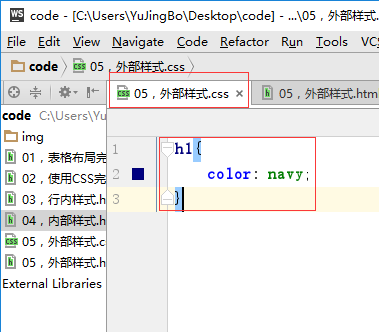 WS code - [C:\Users\YuJingBo\Desktop\code] - ...\05，外部样式.
File Edit View Navigate Code Refactor Run Tools VCS
code 05，外部样式.css
05，外部样式.css × 05，外部样式.htm
code C:\Users\Yu
img
01，表格布局完
02，使用CSS完
03，行内样式.h
04，内部样式.h
05，外部样式.c
05，外部样式.h
External Libraries
1 h1{
2 color: navy;
3 }